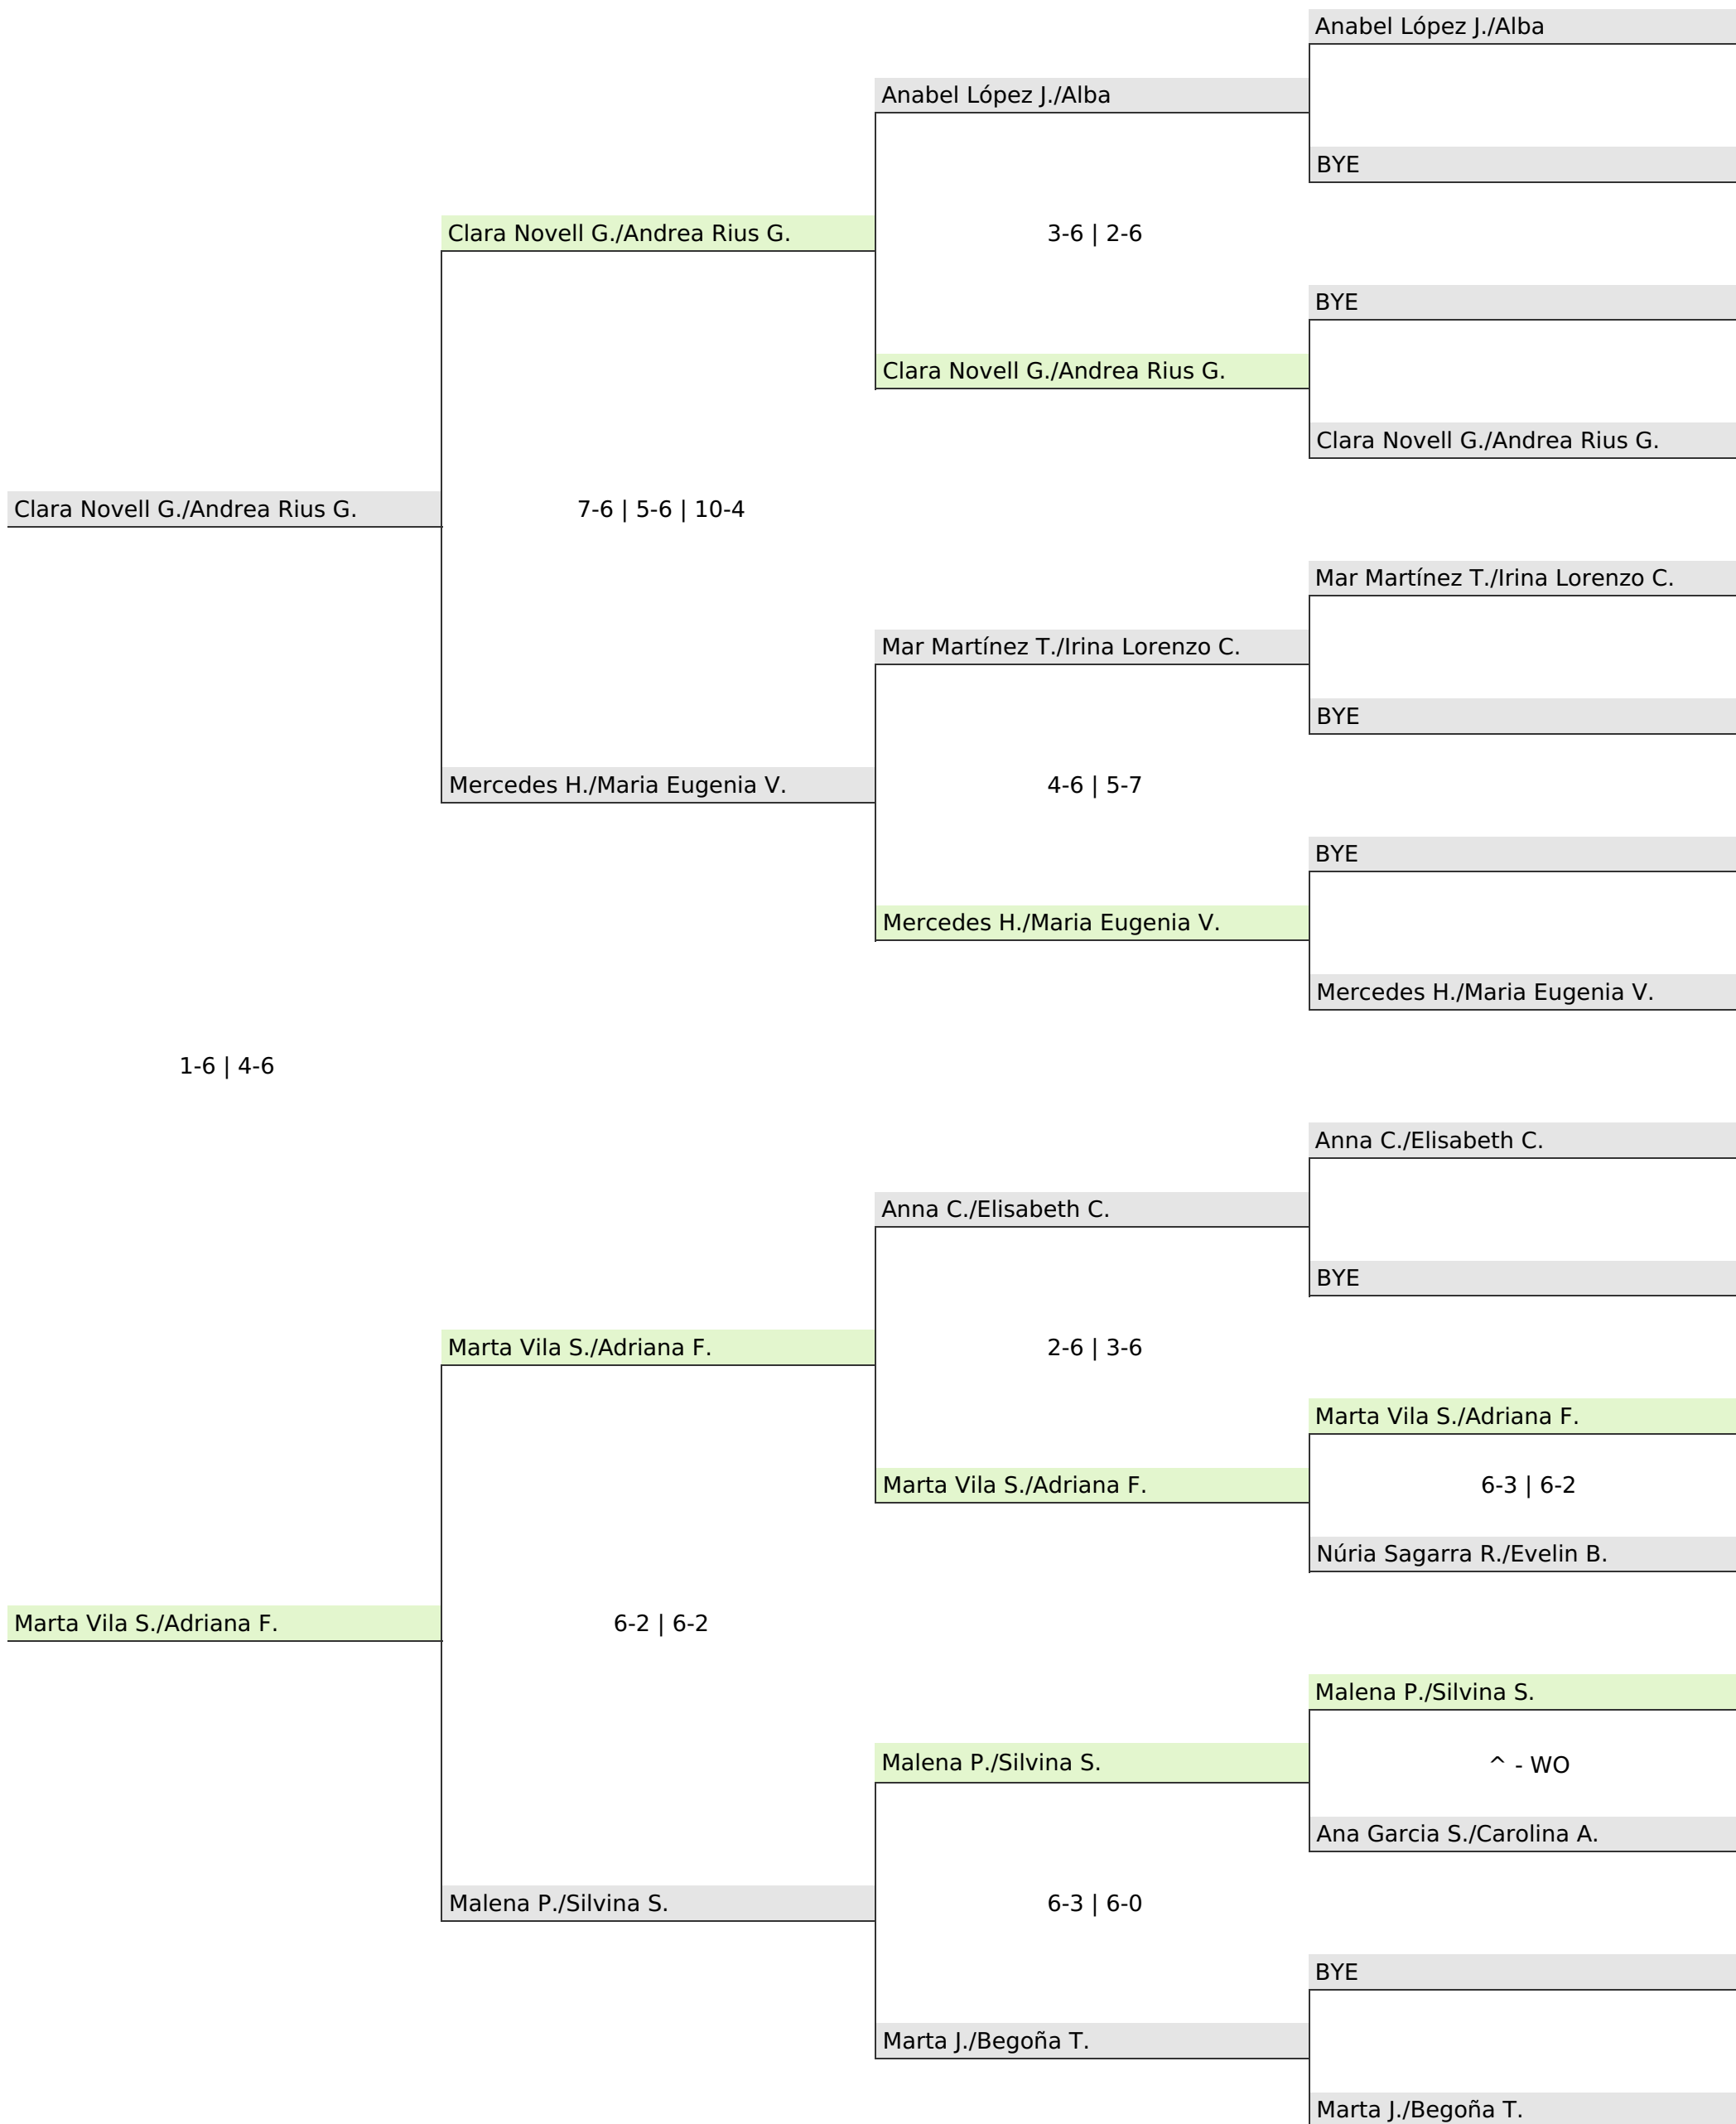 Anabel López J./Alba
Anabel López J./Alba
BYE
Clara Novell G./Andrea Rius G.
3-6 | 2-6
BYE
Clara Novell G./Andrea Rius G.
Clara Novell G./Andrea Rius G.
Clara Novell G./Andrea Rius G.
7-6 | 5-6 | 10-4
Mar Martínez T./Irina Lorenzo C.
Mar Martínez T./Irina Lorenzo C.
BYE
Mercedes H./Maria Eugenia V.
4-6 | 5-7
BYE
Mercedes H./Maria Eugenia V.
Mercedes H./Maria Eugenia V.
1-6 | 4-6
Anna C./Elisabeth C.
Anna C./Elisabeth C.
BYE
Marta Vila S./Adriana F.
2-6 | 3-6
Marta Vila S./Adriana F.
Marta Vila S./Adriana F.
6-3 | 6-2
Núria Sagarra R./Evelin B.
Marta Vila S./Adriana F.
6-2 | 6-2
Malena P./Silvina S.
Malena P./Silvina S.
^ - WO
Ana Garcia S./Carolina A.
Malena P./Silvina S.
6-3 | 6-0
BYE
Marta J./Begoña T.
Marta J./Begoña T.